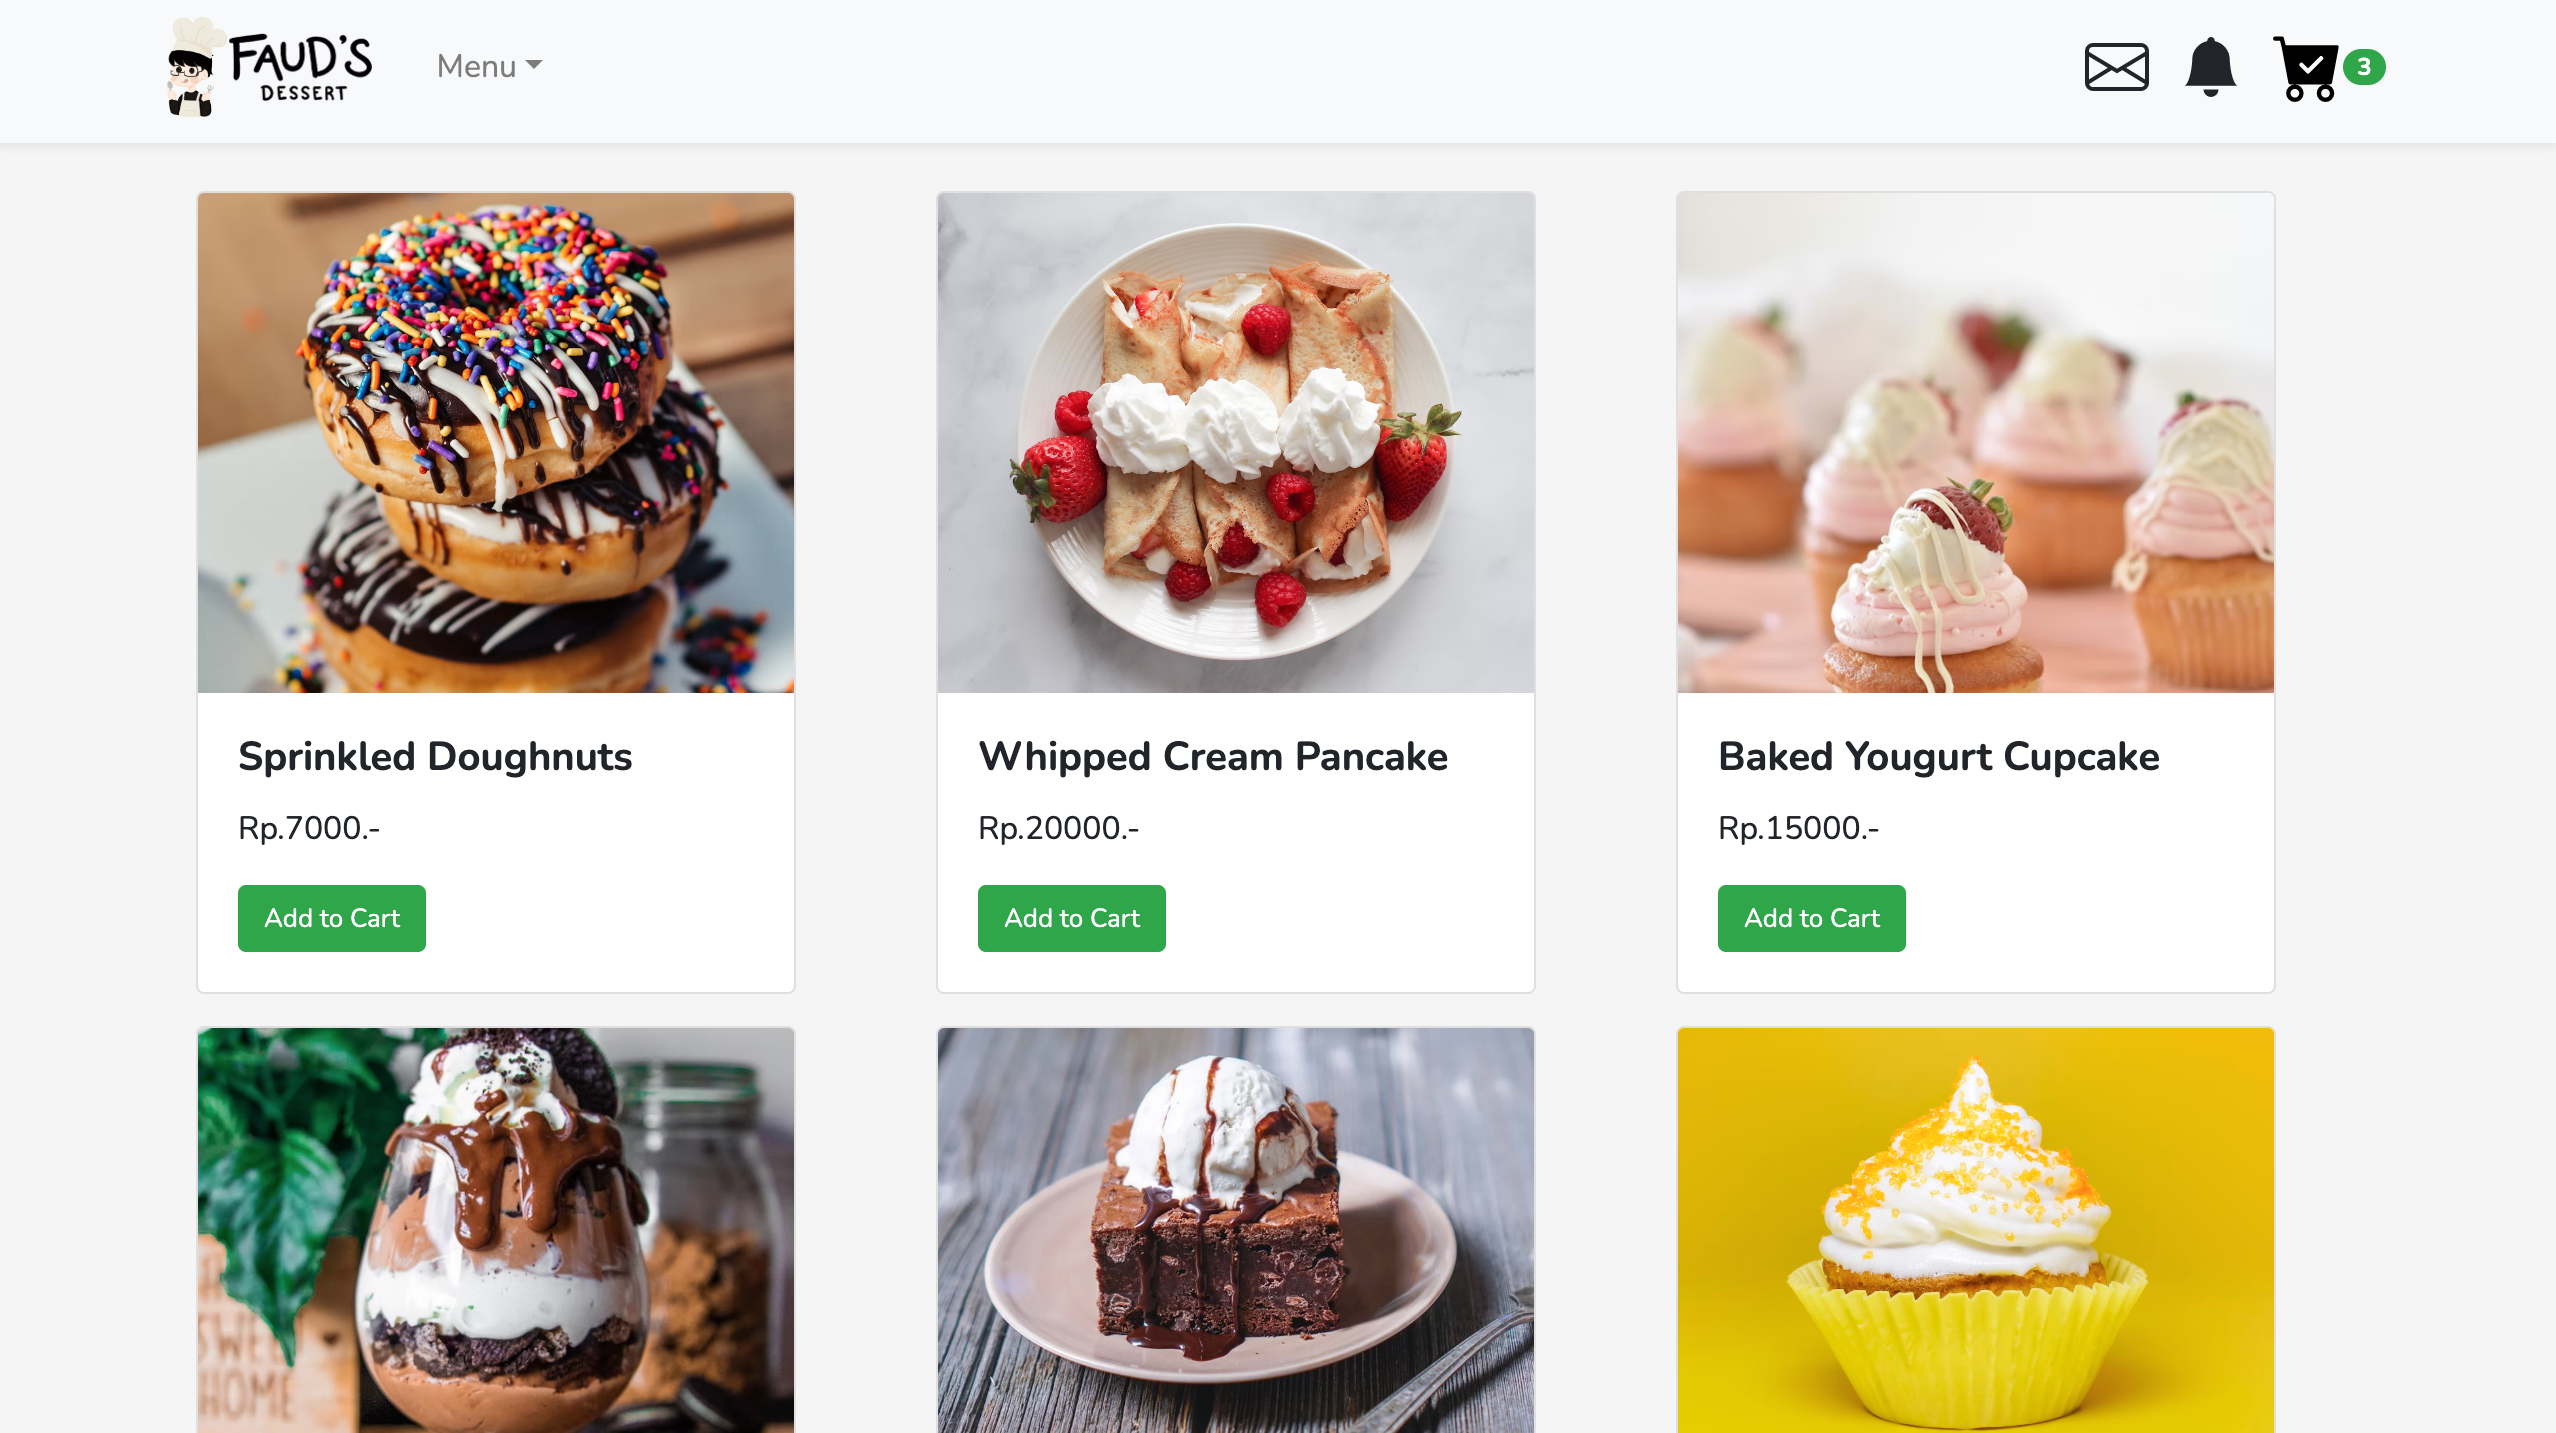 FAUD'S
DESSERT
Menu
3
Sprinkled Doughnuts
Rp.7000.-
Add to Cart
Whipped Cream Pancake
Rp.20000.-
Add to Cart
Baked Yougurt Cupcake
Rp.15000.-
Add to Cart
HOME